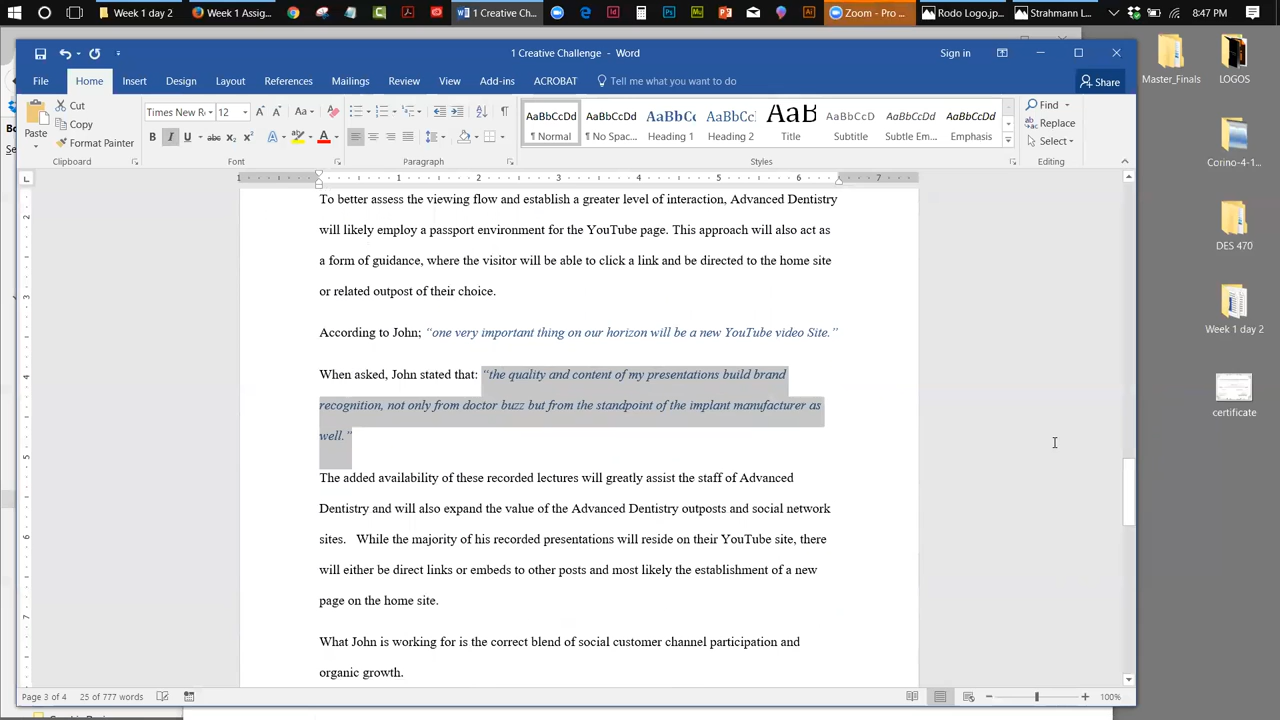 Week 1 day 2
Week 1 Assig...
1 Creative Ch...
Zoom - Pro ...
Rodo Logo.jp...
Strahmann L...
8:47 PM
1 Creative Challenge - Word
Sign in
File
Home
Insert
Design
Layout
References
Mailings
Review
View
Add-ins
ACROBAT
Tell me what you want to do
Share
Paste
Cut
Copy
Format Painter
Clipboard
Times New Ro
12
Font
Paragraph
AaBbCcDd
¶ Normal
AaBbCcDd
¶ No Spac...
AaBbCc
Heading 1
AaBbCcD
Heading 2
AaB
Title
AaBbCcD
Subtitle
AaBbCcDd
Subtle Em...
AaBbCcDd
Emphasis
Styles
Find
Replace
Select
Editing
To better assess the viewing flow and establish a greater level of interaction, Advanced Dentistry
will likely employ a passport environment for the YouTube page. This approach will also act as
a form of guidance, where the visitor will be able to click a link and be directed to the home site
or related outpost of their choice.
According to John; “one very important thing on our horizon will be a new YouTube video Site.”
When asked, John stated that: “the quality and content of my presentations build brand
recognition, not only from doctor buzz but from the standpoint of the implant manufacturer as
well.”
The added availability of these recorded lectures will greatly assist the staff of Advanced
Dentistry and will also expand the value of the Advanced Dentistry outposts and social network
sites. While the majority of his recorded presentations will reside on their YouTube site, there
will either be direct links or embeds to other posts and most likely the establishment of a new
page on the home site.
What John is working for is the correct blend of social customer channel participation and
organic growth.
Page 3 of 4
25 of 777 words
100%
Master_Finals
LOGOS
Corino-4-1...
DES 470
Week 1 day 2
certificate